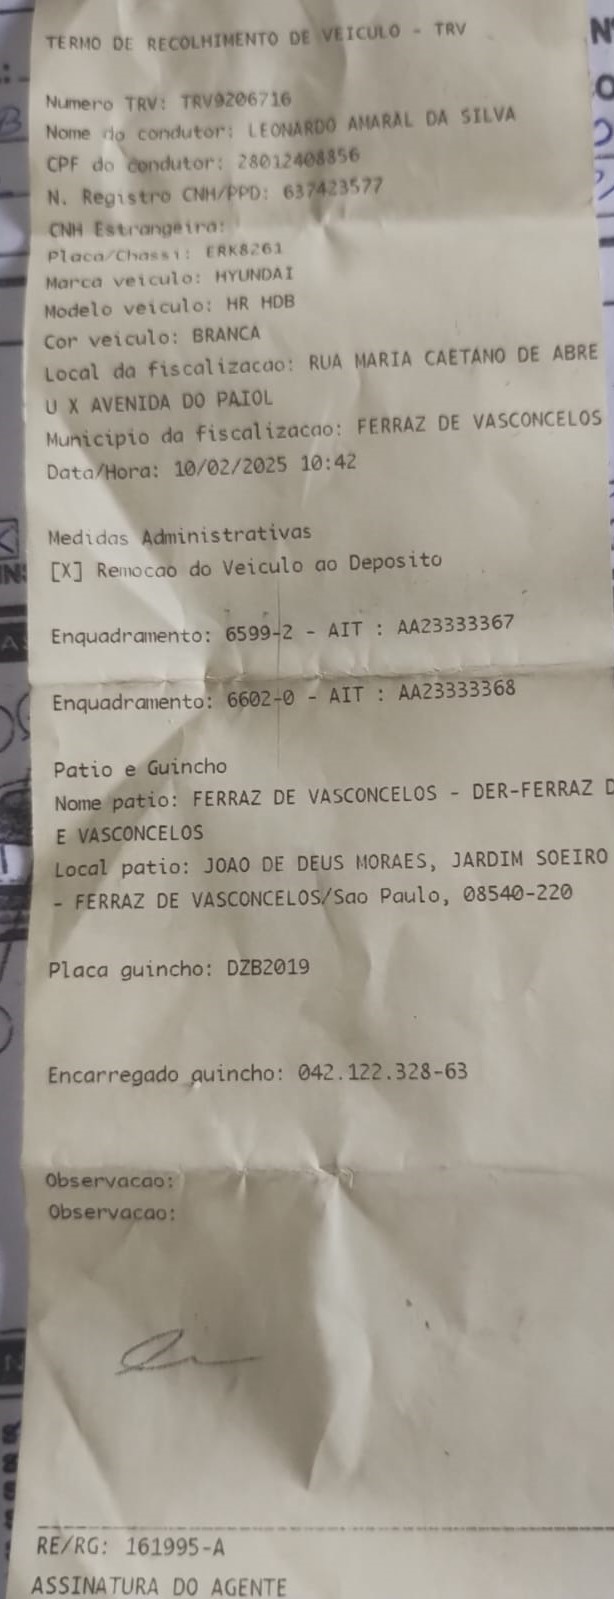 TERMO DE RECOLHIMENTO DE VEICULO - TRV
Numero TRV: TRV9206716
Nome do condutor: LEONARDO AMARAL DA SILVA
CPF do condutor: 28012408856
N. Registro CNH/PPD: 637423577
CNH Estrangeira:
Placa/Chassi: ERK8261
Marca veiculo: HYUNDAI
Modelo veiculo: HR HDB
Cor veiculo: BRANCA
Local da fiscalizacao: RUA MARIA CAETANO DE ABRE
U X AVENIDA DO PAIOL
Municipio da fiscalizacao: FERRAZ DE VASCONCELOS
Data/Hora: 10/02/2025 10:42
Medidas Administrativas
[X] Remocao do Veiculo ao Deposito
Enquadramento: 6599-2 - AIT : AA23333367
Enquadramento: 6602-0 - AIT : AA23333368
Patio e Guincho
Nome patio: FERRAZ DE VASCONCELOS - DER-FERRAZ D
E VASCONCELOS
Local patio: JOAO DE DEUS MORAES, JARDIM SOEIRO
- FERRAZ DE VASCONCELOS/Sao Paulo, 08540-220
Placa guincho: DZB2019
Encarregado guincho: 042.122.328-63
Observacao:
Observacao:
RE/RG: 161995-A
ASSINATURA DO AGENTE